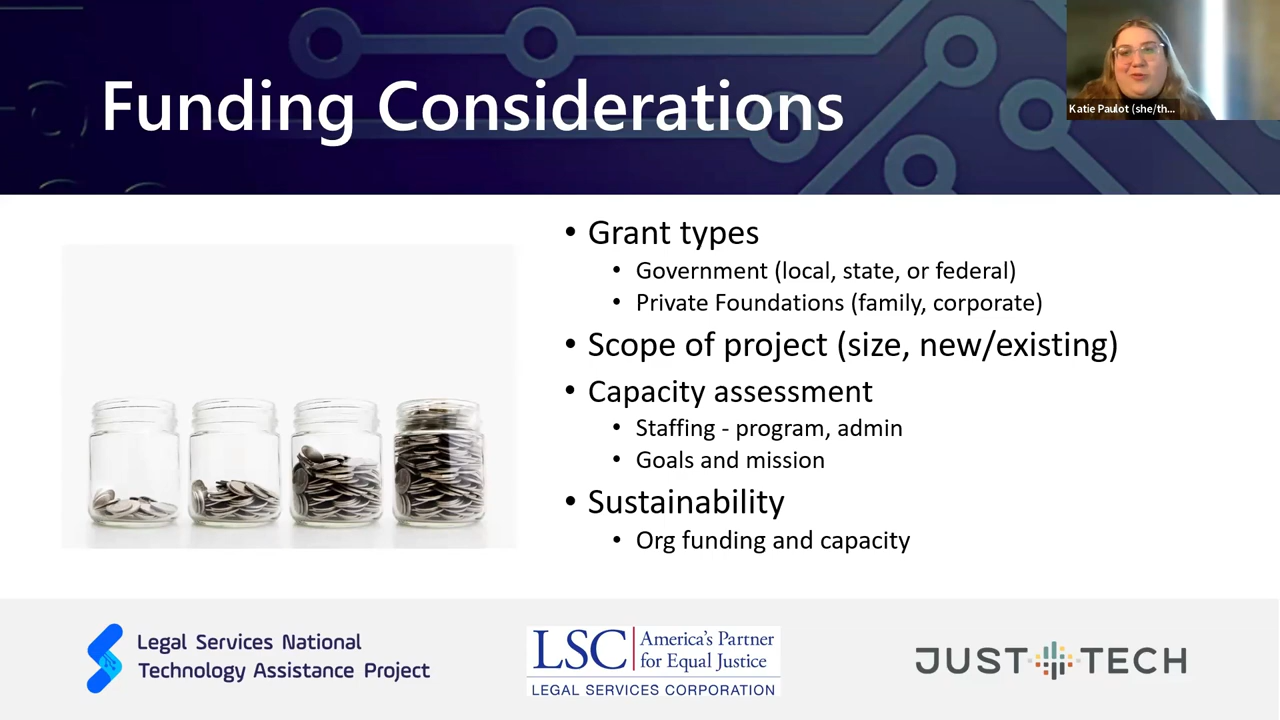 Funding Considerations
Katie Paulot (she/th...
• Grant types
• Government (local, state, or federal)
• Private Foundations (family, corporate)
• Scope of project (size, new/existing)
• Capacity assessment
• Staffing - program, admin
• Goals and mission
• Sustainability
• Org funding and capacity
Legal Services National
Technology Assistance Project
LSC
America's Partner
for Equal Justice
LEGAL SERVICES CORPORATION
JUST TECH